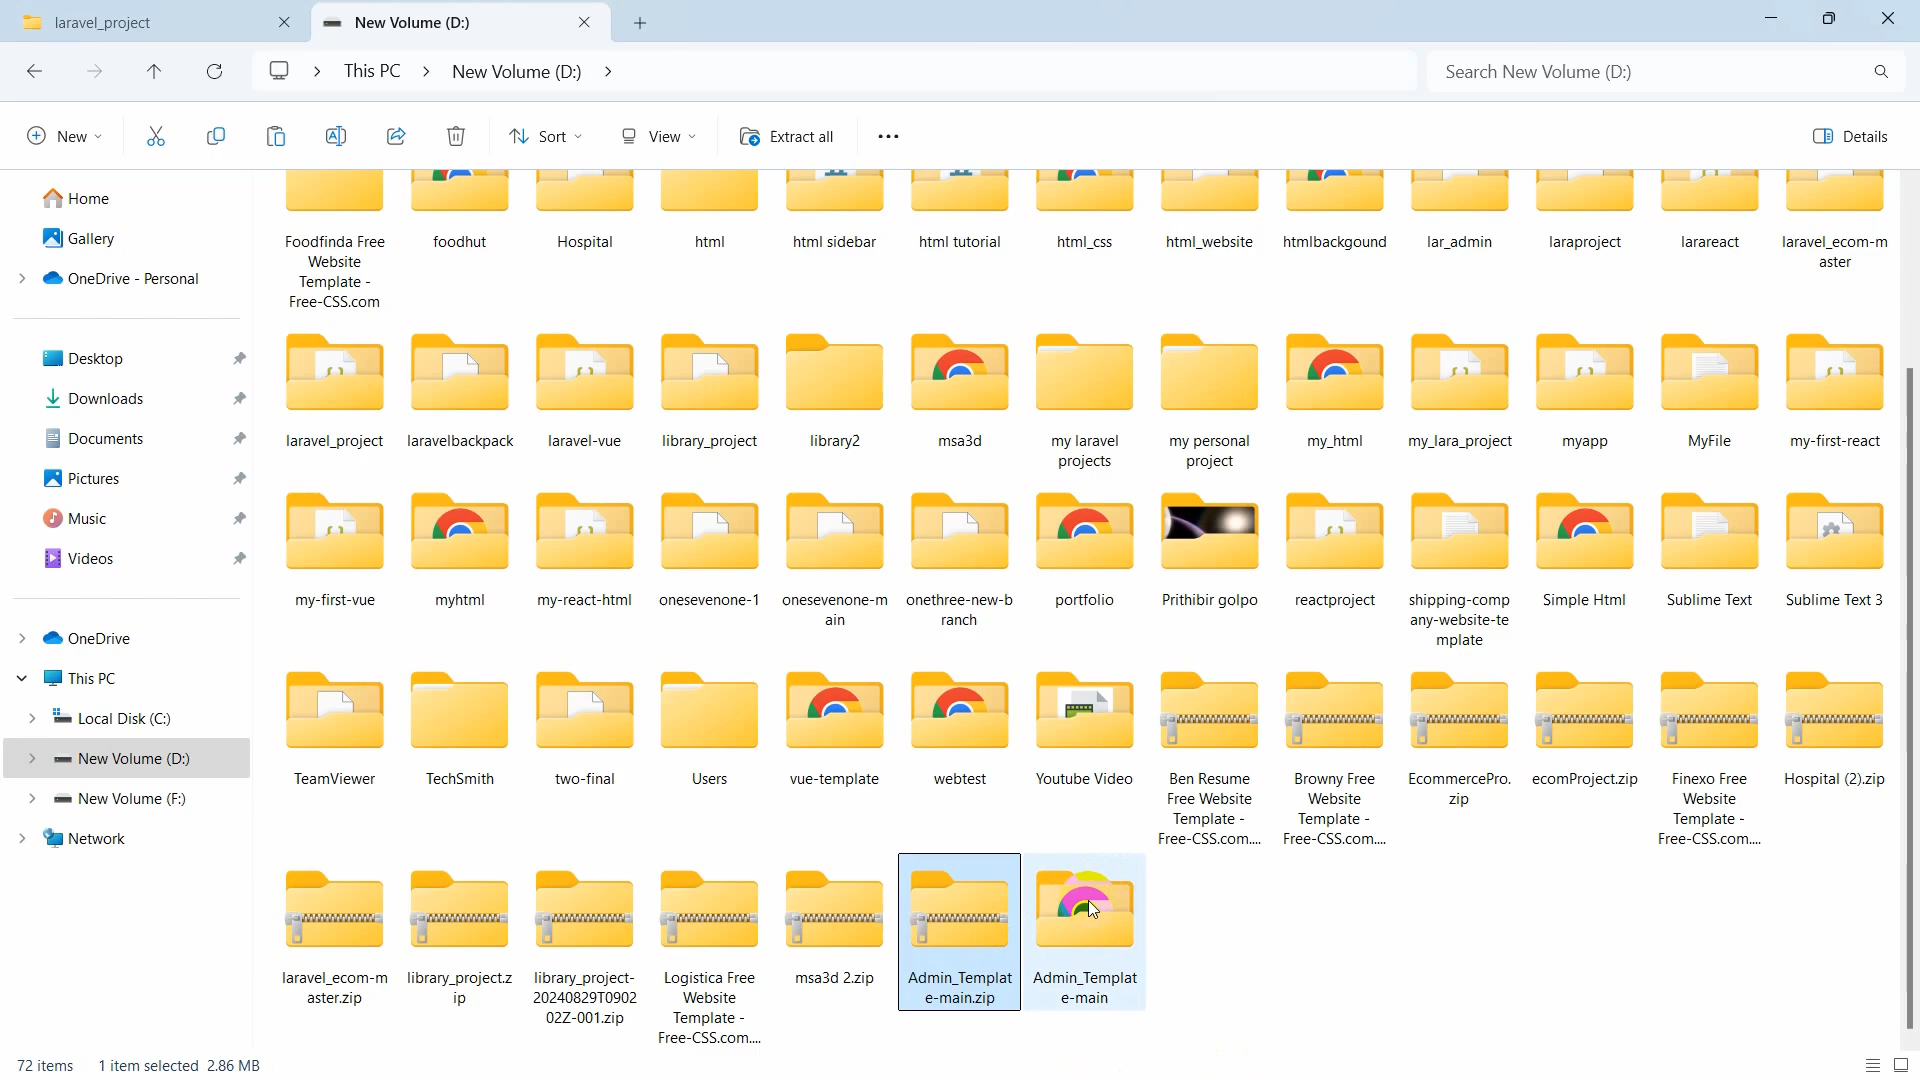 laravel_project
New Volume (D:)
This PC
New Volume (D:)
Search New Volume (D:)
New
Sort
View
Extract all
Details
Home
Gallery
OneDrive - Personal
Desktop
Downloads
Documents
Pictures
Music
Videos
OneDrive
This PC
Local Disk (C:)
New Volume (D:)
New Volume (F:)
Network
Foodfinda Free
Website
Template -
Free-CSS.com
foodhut
Hospital
html
html sidebar
html tutorial
html_css
html_website
htmlbackgound
lar_admin
laraproject
larareact
laravel_ecom-m
aster
laravel_project
laravelbackpack
laravel-vue
library_project
library2
msa3d
my laravel
projects
my personal
project
my_html
my_lara_project
myapp
MyFile
my-first-react
my-first-vue
myhtml
my-react-html
onesevenone-1
onesevenone-m
ain
onethree-new-b
ranch
portfolio
Prithibir golpo
reactproject
shipping-comp
any-website-te
mplate
Simple Html
Sublime Text
Sublime Text 3
TeamViewer
TechSmith
two-final
Users
vue-template
webtest
Youtube Video
Ben Resume
Free Website
Template -
Free-CSS.com....
Browny Free
Website
Template -
Free-CSS.com....
EcommercePro.
zip
ecomProject.zip
Finexo Free
Website
Template -
Free-CSS.com....
Hospital (2).zip
laravel_ecom-m
aster.zip
library_project.z
ip
library_project-
20240829T0902
02Z-001.zip
Logistica Free
Website
Template -
Free-CSS.com....
msa3d 2.zip
Admin_Templat
e-main.zip
Admin_Templat
e-main
72 items
1 item selected 2.86 MB